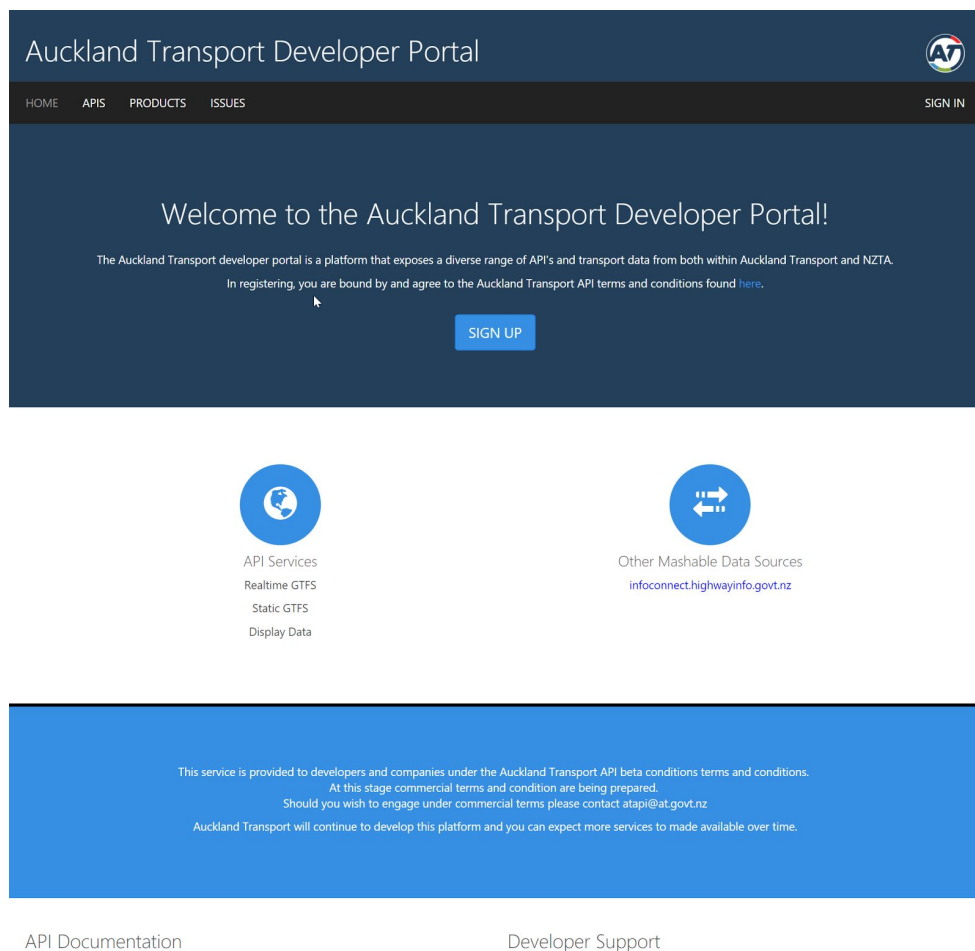 Auckland Transport Developer Portal
AT
HOME APIS PRODUCTS ISSUES SIGN IN
Welcome to the Auckland Transport Developer Portal!
The Auckland Transport developer portal is a platform that exposes a diverse range of API's and transport data from both within Auckland Transport and NZTA.
In registering, you are bound by and agree to the Auckland Transport API terms and conditions found here.
SIGN UP
API Services
Realtime GTFS
Static GTFS
Display Data
Other Mashable Data Sources
infoconnect.highwayinfo.govt.nz
This service is provided to developers and companies under the Auckland Transport API beta conditions terms and conditions.
At this stage commercial terms and condition are being prepared.
Should you wish to engage under commercial terms please contact atapi@at.govt.nz
Auckland Transport will continue to develop this platform and you can expect more services to made available over time.
API Documentation
Developer Support